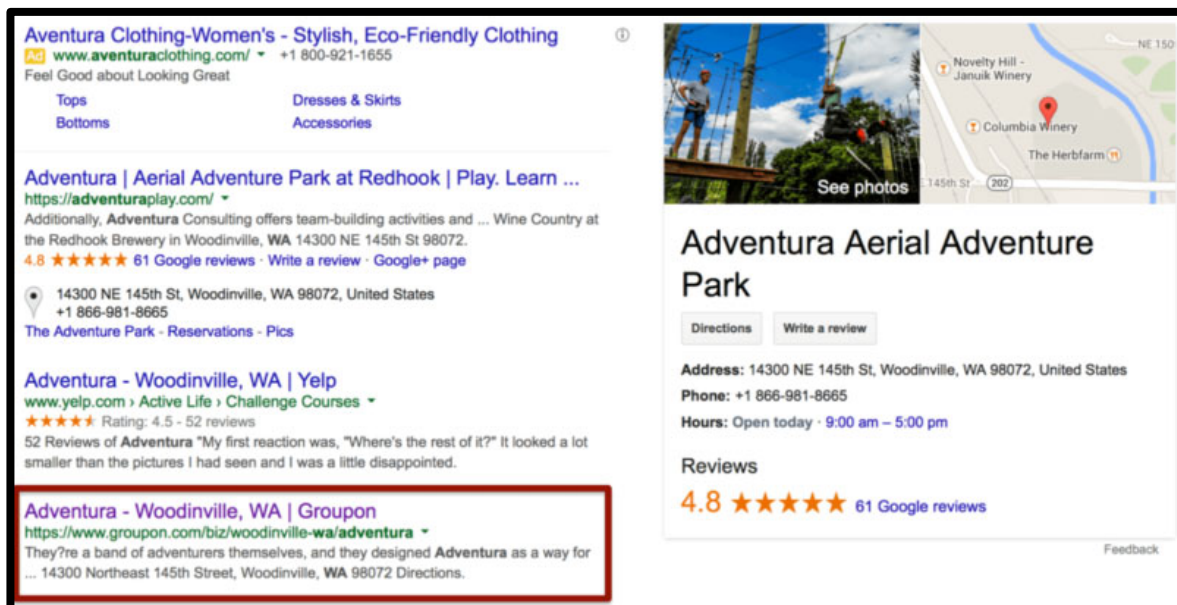 Aventura Clothing-Women's - Stylish, Eco-Friendly Clothing
Ad www.aventuraclothing.com/ +1 800-921-1655
Feel Good about Looking Great
Tops Dresses & Skirts
Bottoms Accessories
Adventura | Aerial Adventure Park at Redhook | Play. Learn ...
https://adventuraplay.com/
Additionally, Adventura Consulting offers team-building activities and ... Wine Country at
the Redhook Brewery in Woodinville, WA 14300 NE 145th St 98072.
4.8 ★★★★★ 61 Google reviews · Write a review · Google+ page
14300 NE 145th St, Woodinville, WA 98072, United States
+1 866-981-8665
The Adventure Park - Reservations - Pics
Adventura - Woodinville, WA | Yelp
www.yelp.com › Active Life › Challenge Courses
Rating: 4.5 - 52 reviews
52 Reviews of Adventura "My first reaction was, "Where's the rest of it?" It looked a lot
smaller than the pictures I had seen and I was a little disappointed.
Adventura - Woodinville, WA | Groupon
https://www.groupon.com/biz/woodinville-wa/adventura
They?re a band of adventurers themselves, and they designed Adventura as a way for
... 14300 Northeast 145th Street, Woodinville, WA 98072 Directions.
See photos
NE 150
Novelty Hill -
Januik Winery
Columbia Winery
The Herbfarm
E 145th St 202
Adventura Aerial Adventure
Park
Directions Write a review
Address: 14300 NE 145th St, Woodinville, WA 98072, United States
Phone: +1 866-981-8665
Hours: Open today · 9:00 am – 5:00 pm
Reviews
4.8 ★★★★★ 61 Google reviews
Feedback